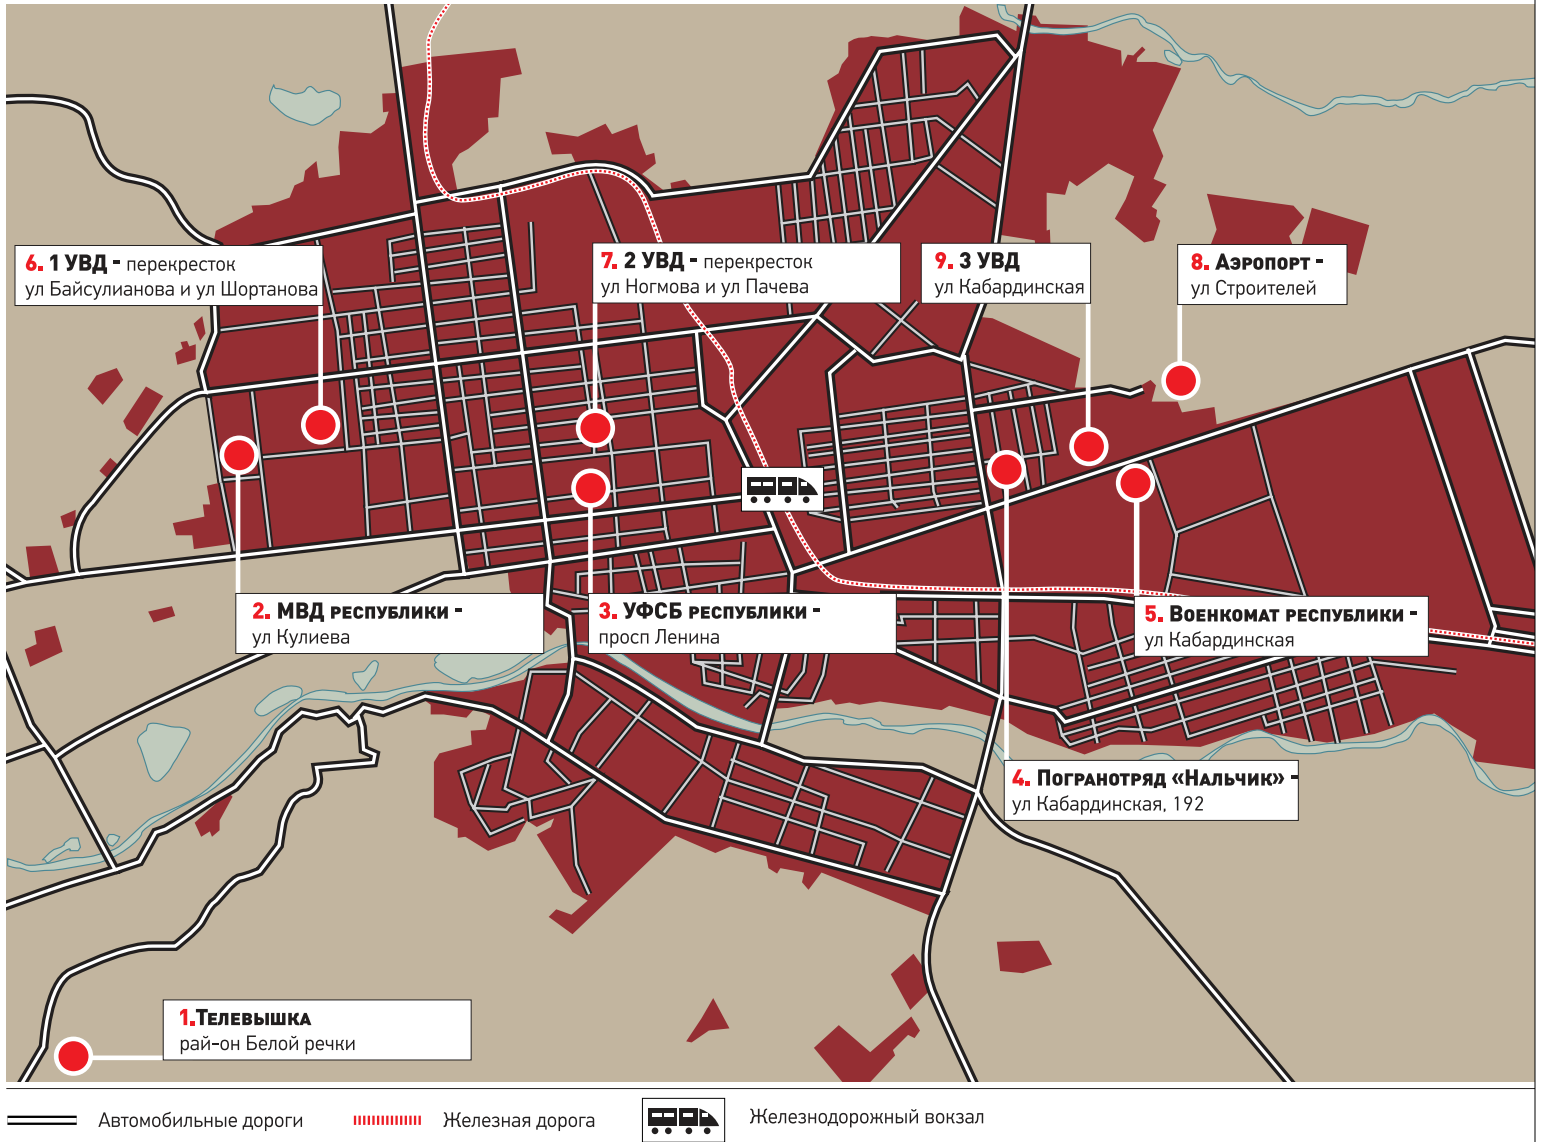 6. 1 УВД - перекресток
ул Байсулианова и ул Шортанова
7. 2 УВД - перекресток
ул Ногмова и ул Пачева
9. 3 УВД
ул Кабардинская
8. Аэропорт -
ул Строителей
2. МВД республики -
ул Кулиева
3. УФСБ республики -
просп Ленина
5. Военкомат республики -
ул Кабардинская
4. Погранотряд «Нальчик» -
ул Кабардинская, 192
1.Телевышка
рай-он Белой речки
Автомобильные дороги
Железная дорога
Железнодорожный вокзал